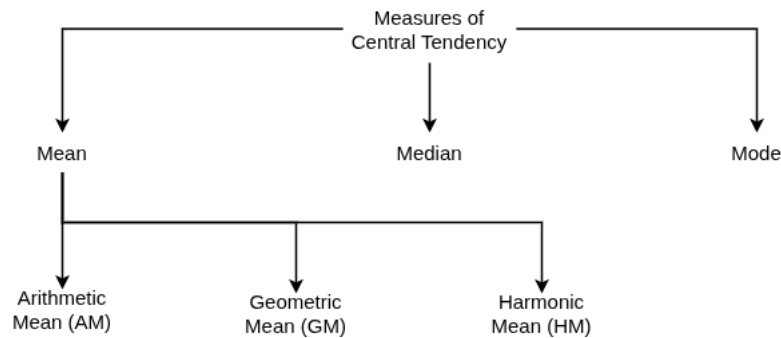 Measures of
Central Tendency
Mean
Median
Mode
Arithmetic
Mean (AM)
Geometric
Mean (GM)
Harmonic
Mean (HM)